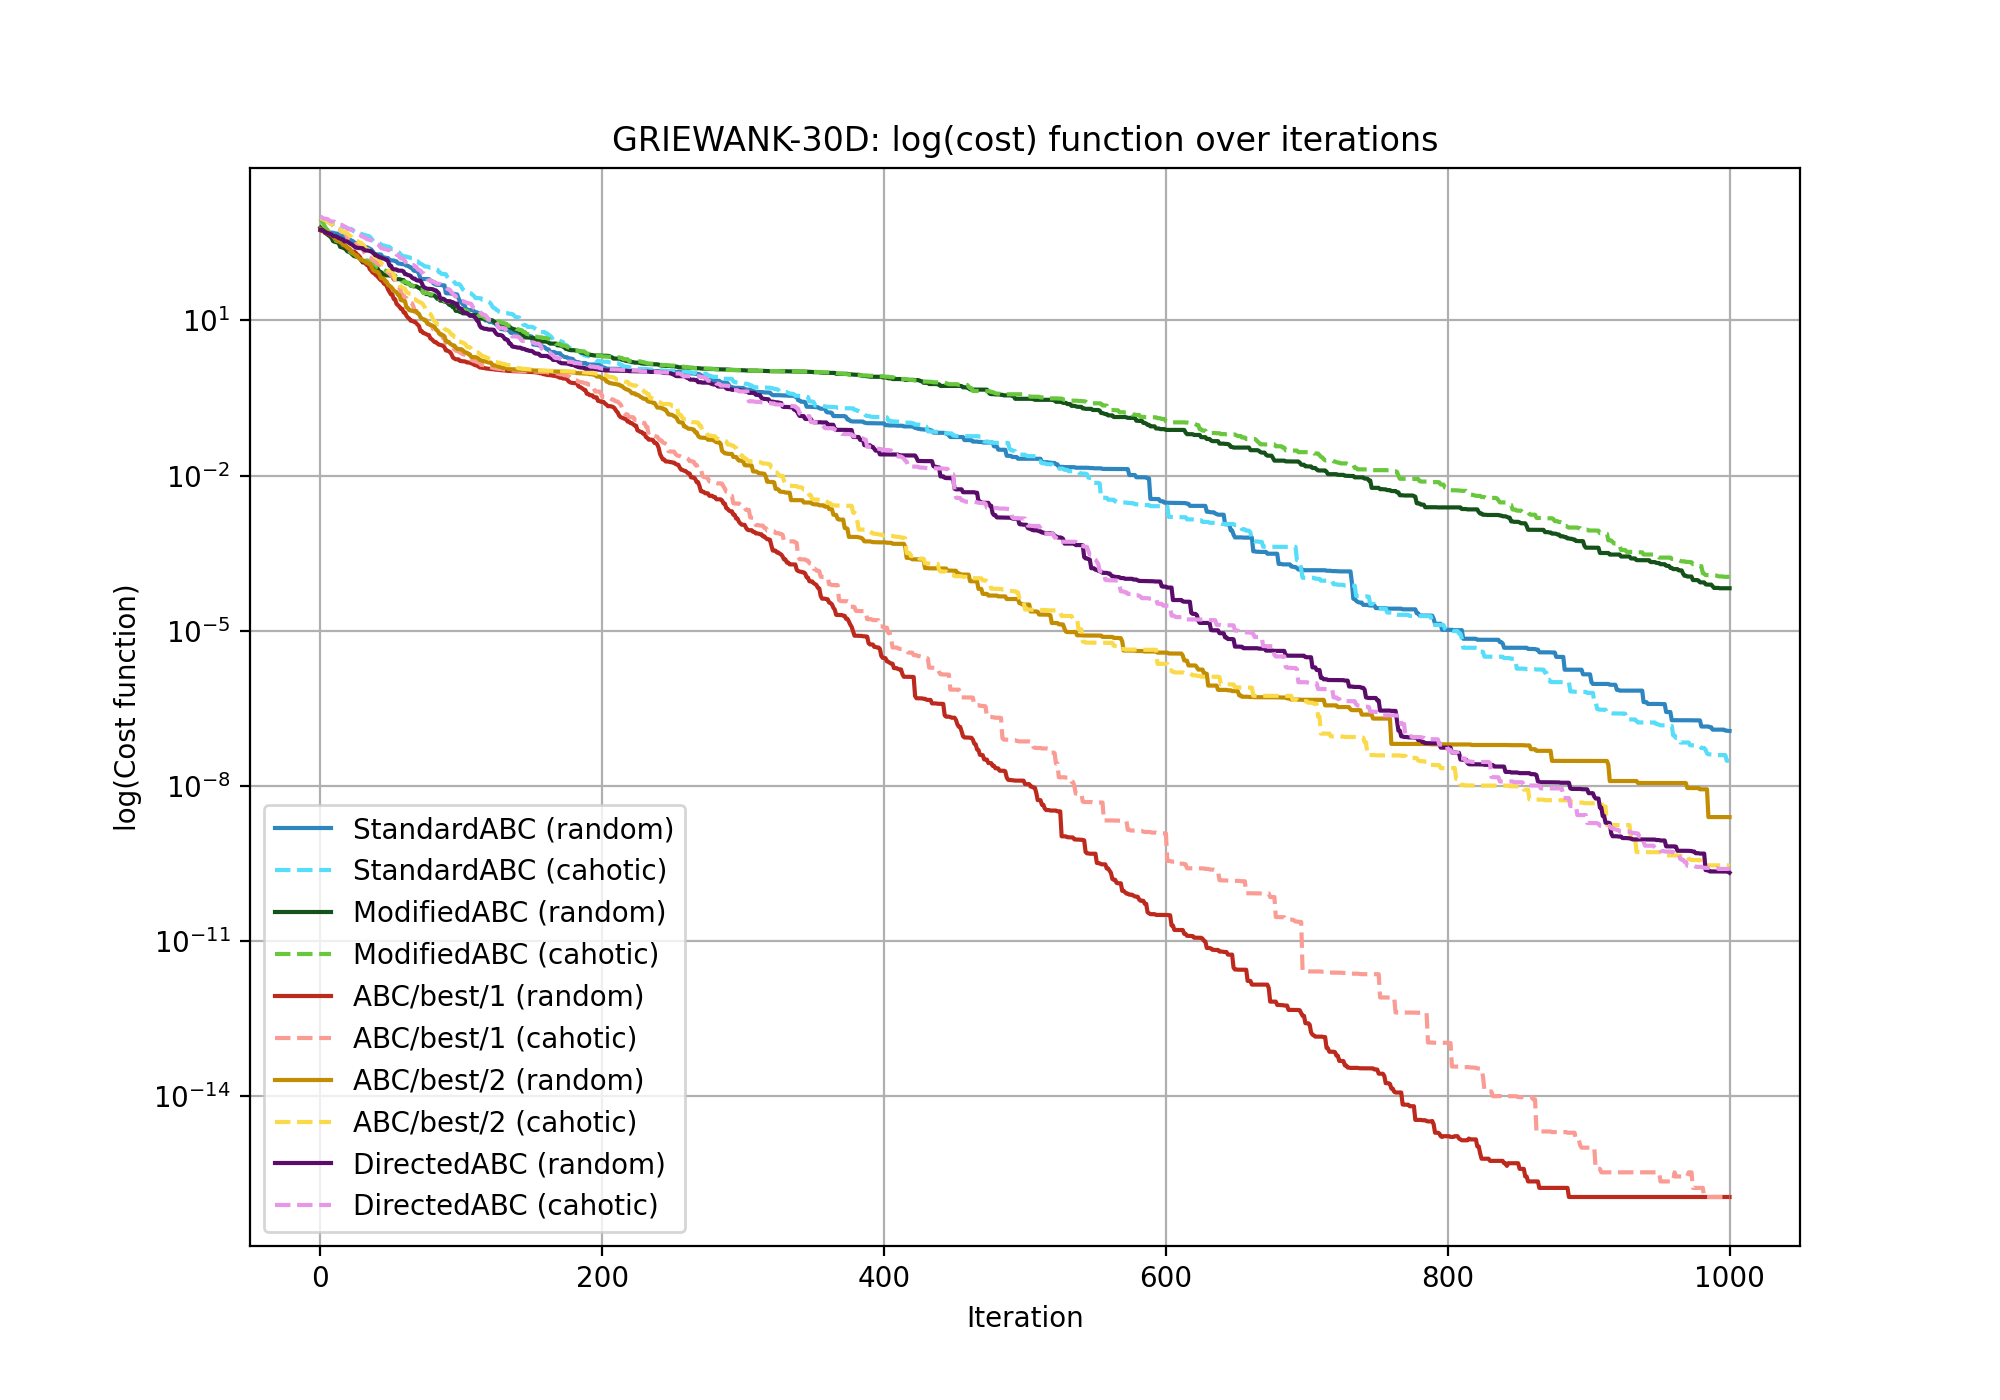 GRIEWANK-30D: log(cost) function over iterations
log(Cost function)
10¹
10⁻²
10⁻⁵
10⁻⁸
10⁻¹¹
10⁻¹⁴
StandardABC (random)
StandardABC (cahotic)
ModifiedABC (random)
ModifiedABC (cahotic)
ABC/best/1 (random)
ABC/best/1 (cahotic)
ABC/best/2 (random)
ABC/best/2 (cahotic)
DirectedABC (random)
DirectedABC (cahotic)
0 200 400 600 800 1000
Iteration